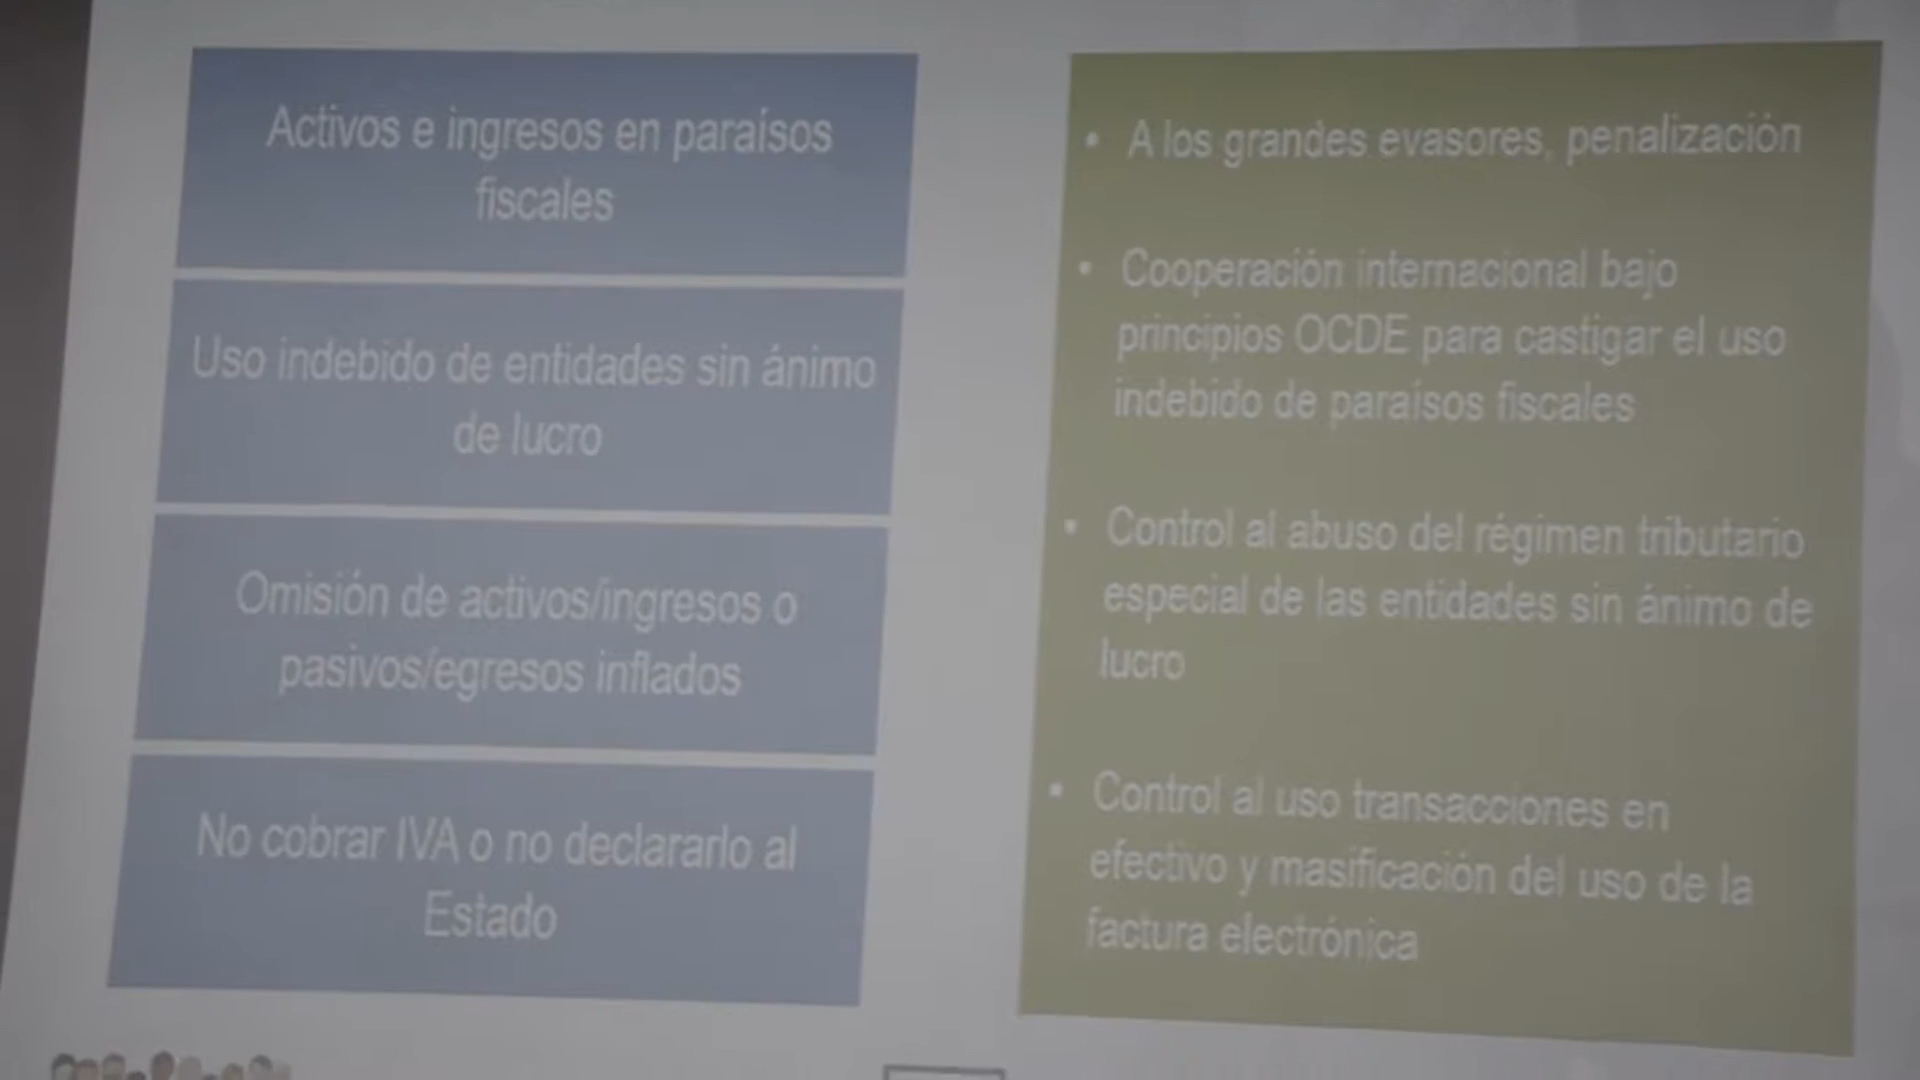 Activos e ingresos en paraísos
fiscales
Uso indebido de entidades sin ánimo
de lucro
Omisión de activos/ingresos o
pasivos/egresos inflados
No cobrar IVA o no declararlo al
Estado
• A los grandes evasores, penalización
• Cooperación internacional bajo
principios OCDE para castigar el uso
indebido de paraísos fiscales
• Control al abuso del régimen tributario
especial de las entidades sin ánimo de
lucro
• Control al uso transacciones en
efectivo y masificación del uso de la
factura electrónica